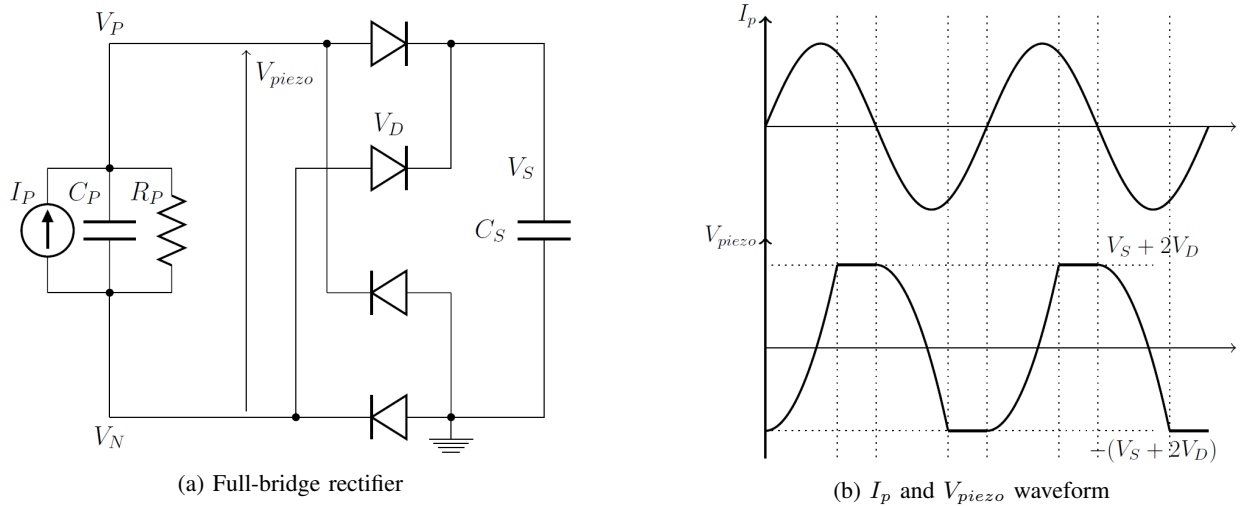 V_P
V_piezo
V_D
V_S
I_P
C_P
R_P
C_S
V_N
(a) Full-bridge rectifier
I_p
V_piezo
V_S + 2V_D
−(V_S + 2V_D)
(b) I_p and V_piezo waveform